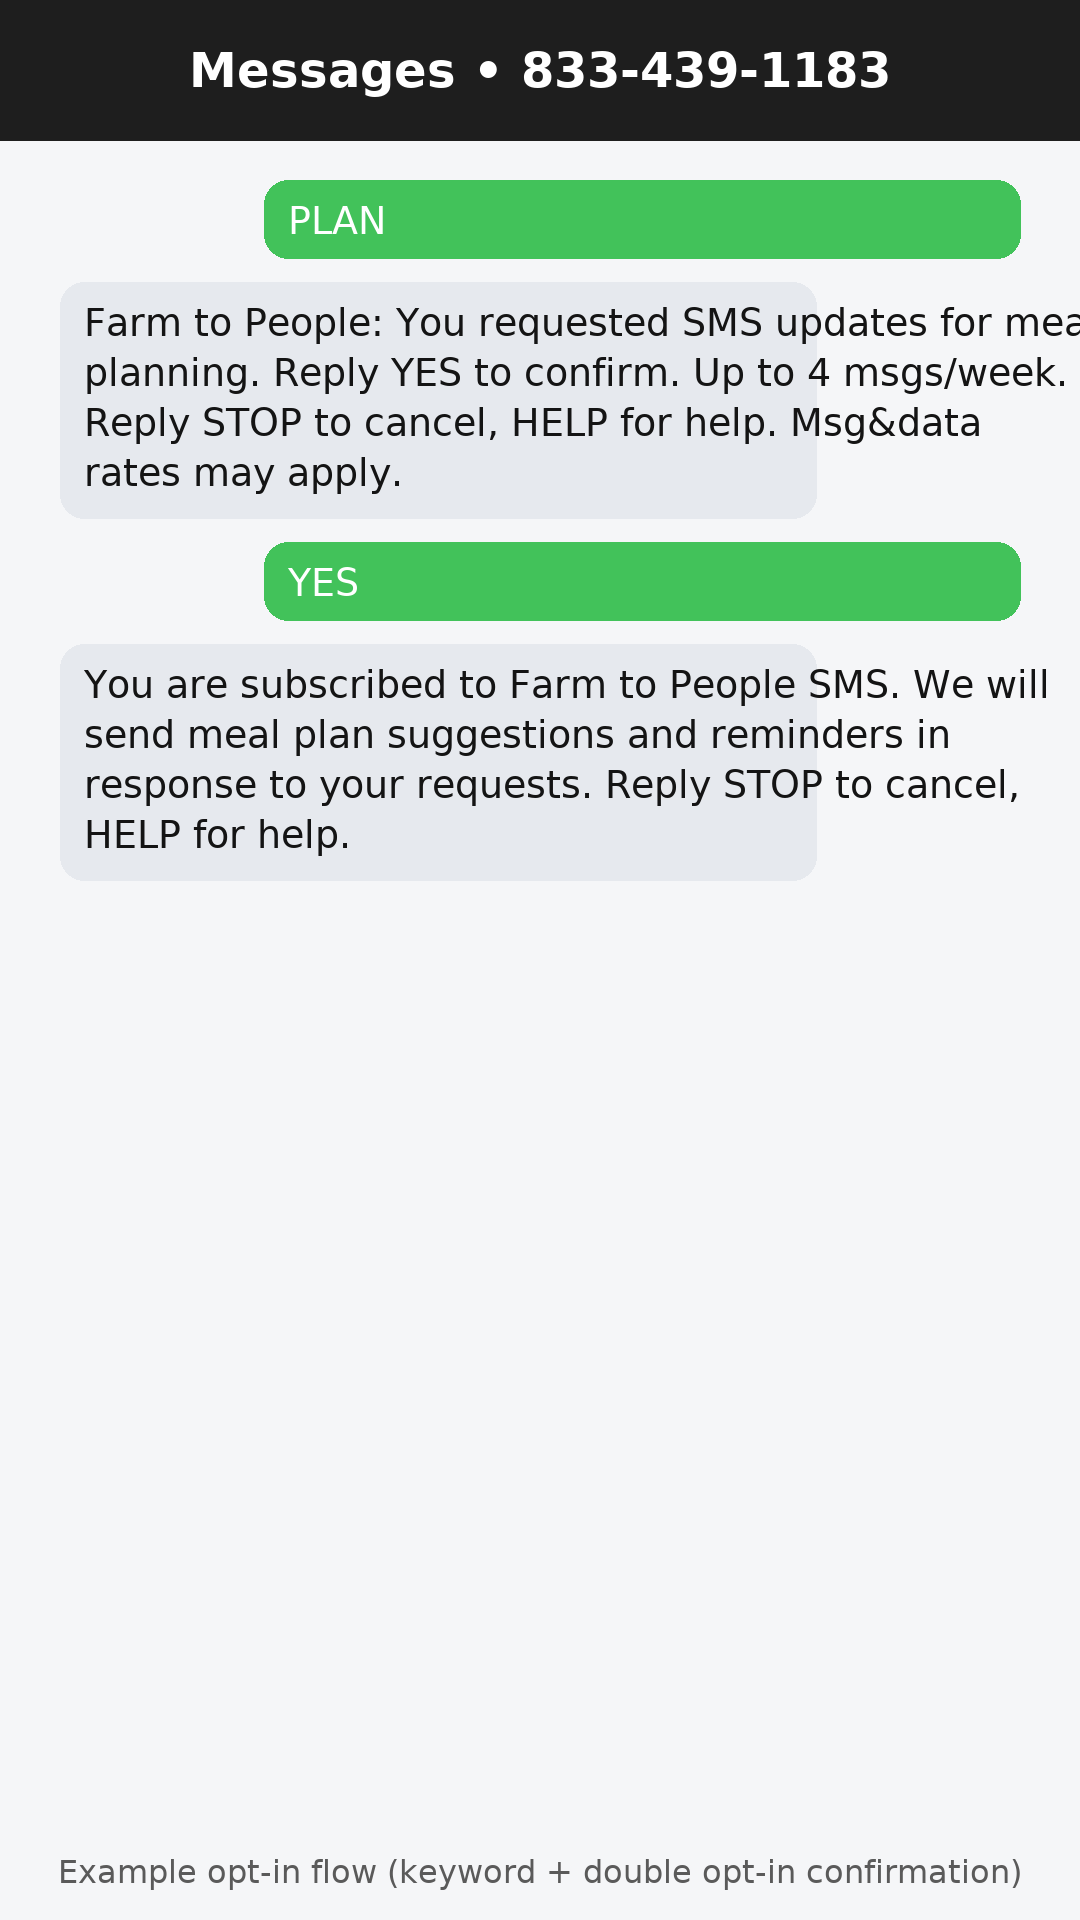 Messages • 833-439-1183
PLAN
Farm to People: You requested SMS updates for mea
planning. Reply YES to confirm. Up to 4 msgs/week.
Reply STOP to cancel, HELP for help. Msg&data
rates may apply.
YES
You are subscribed to Farm to People SMS. We will
send meal plan suggestions and reminders in
response to your requests. Reply STOP to cancel,
HELP for help.
Example opt-in flow (keyword + double opt-in confirmation)